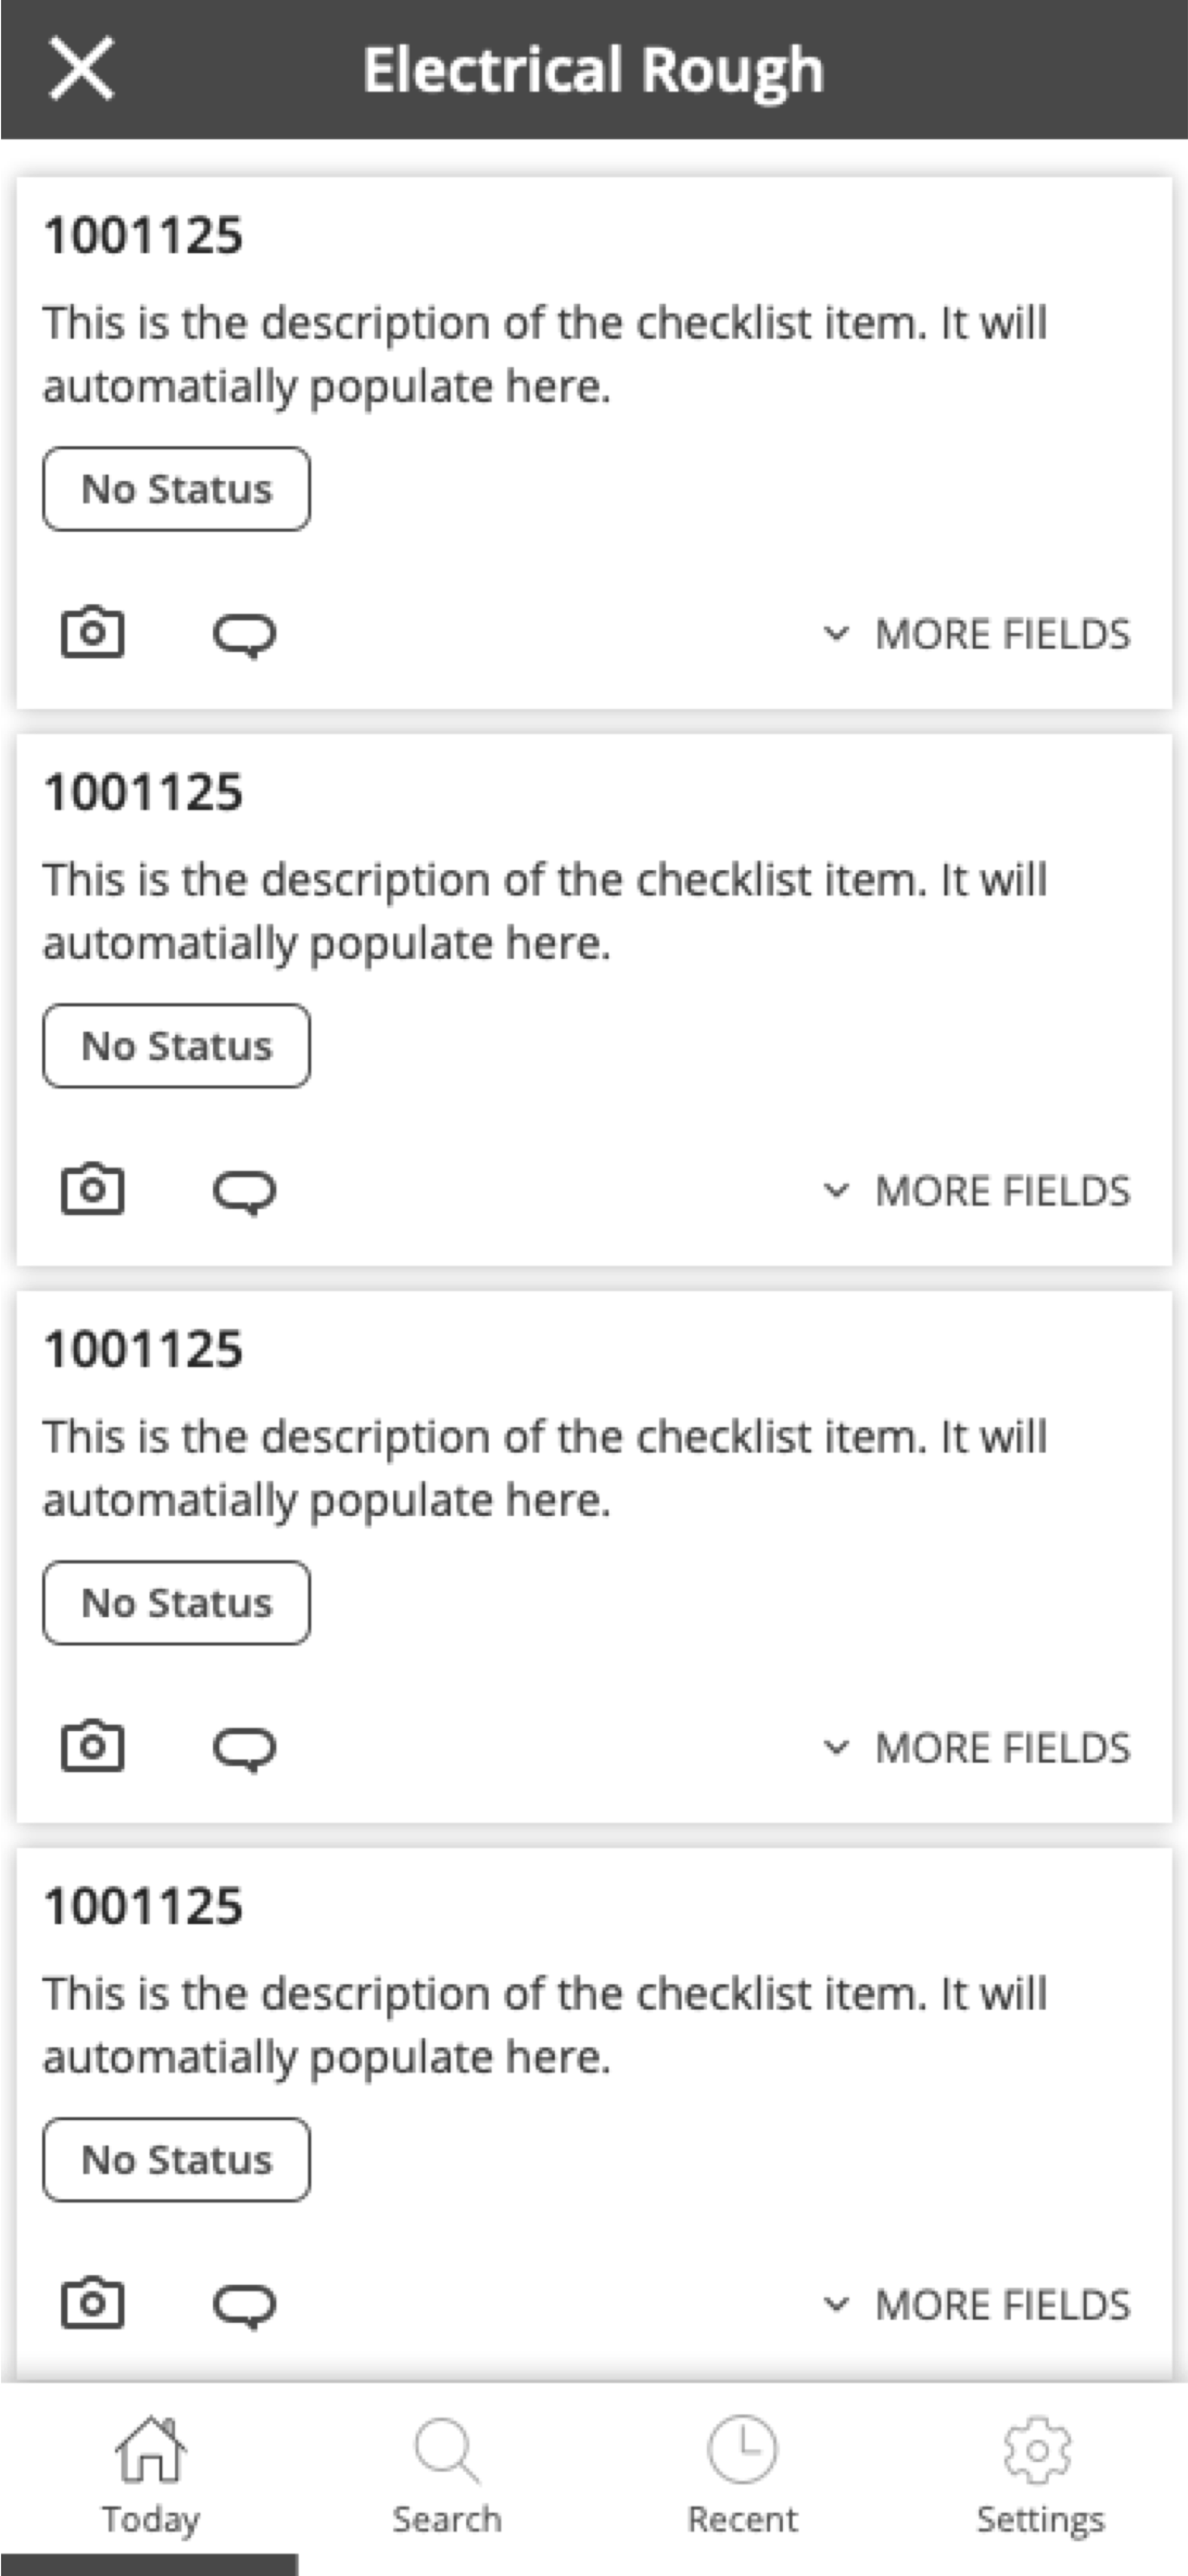 Electrical Rough
1001125
This is the description of the checklist item. It will
automatially populate here.
No Status
MORE FIELDS
1001125
This is the description of the checklist item. It will
automatially populate here.
No Status
MORE FIELDS
1001125
This is the description of the checklist item. It will
automatially populate here.
No Status
MORE FIELDS
1001125
This is the description of the checklist item. It will
automatially populate here.
No Status
MORE FIELDS
Today Search Recent Settings